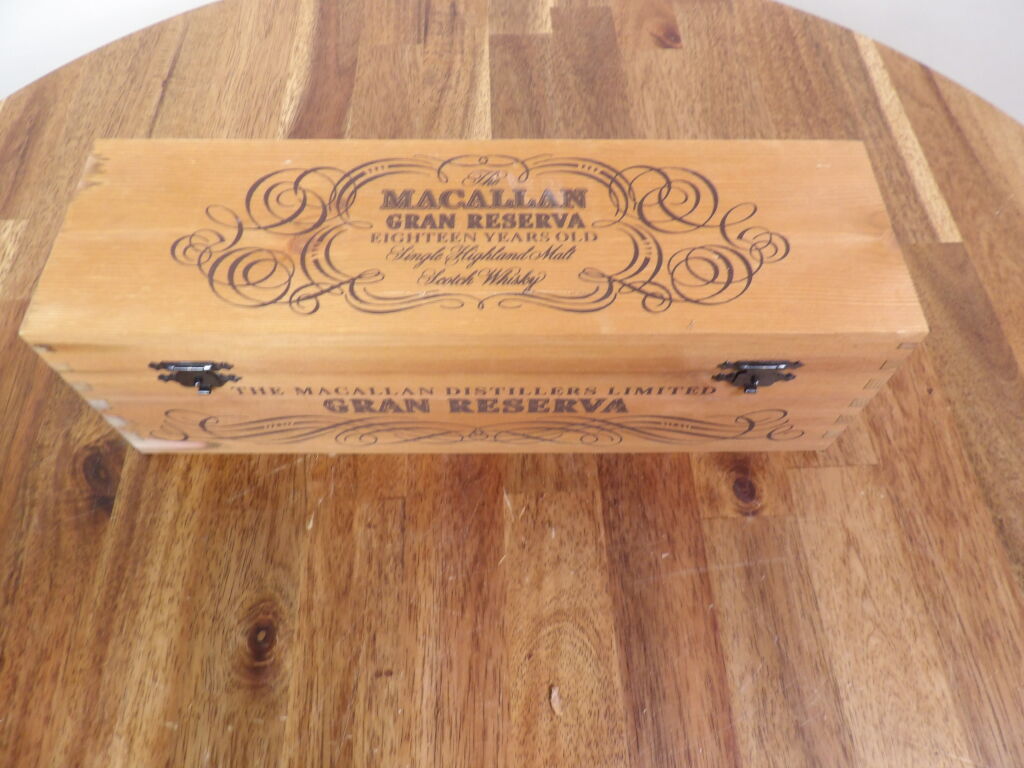 The
MACALLAN
GRAN RESERVA
EIGHTEEN YEARS OLD
Single Highland Malt
Scotch Whisky
THE MACALLAN DISTILLERS LIMITED
GRAN RESERVA